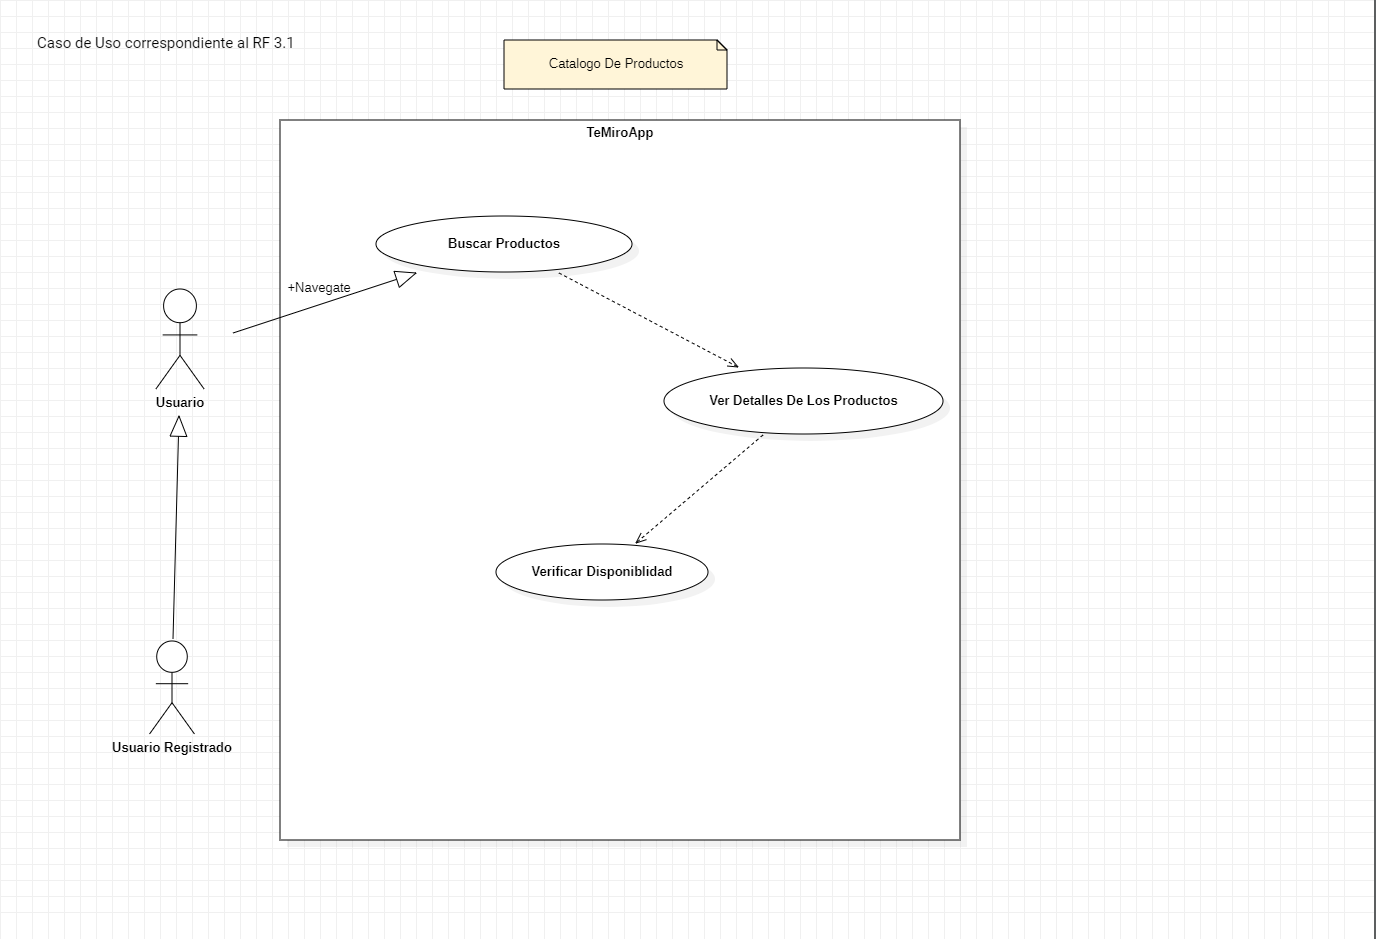 Caso de Uso correspondiente al RF 3.1
Catalogo De Productos
TeMiroApp
Buscar Productos
+Navegate
Ver Detalles De Los Productos
Usuario
Verificar Disponiblidad
Usuario Registrado